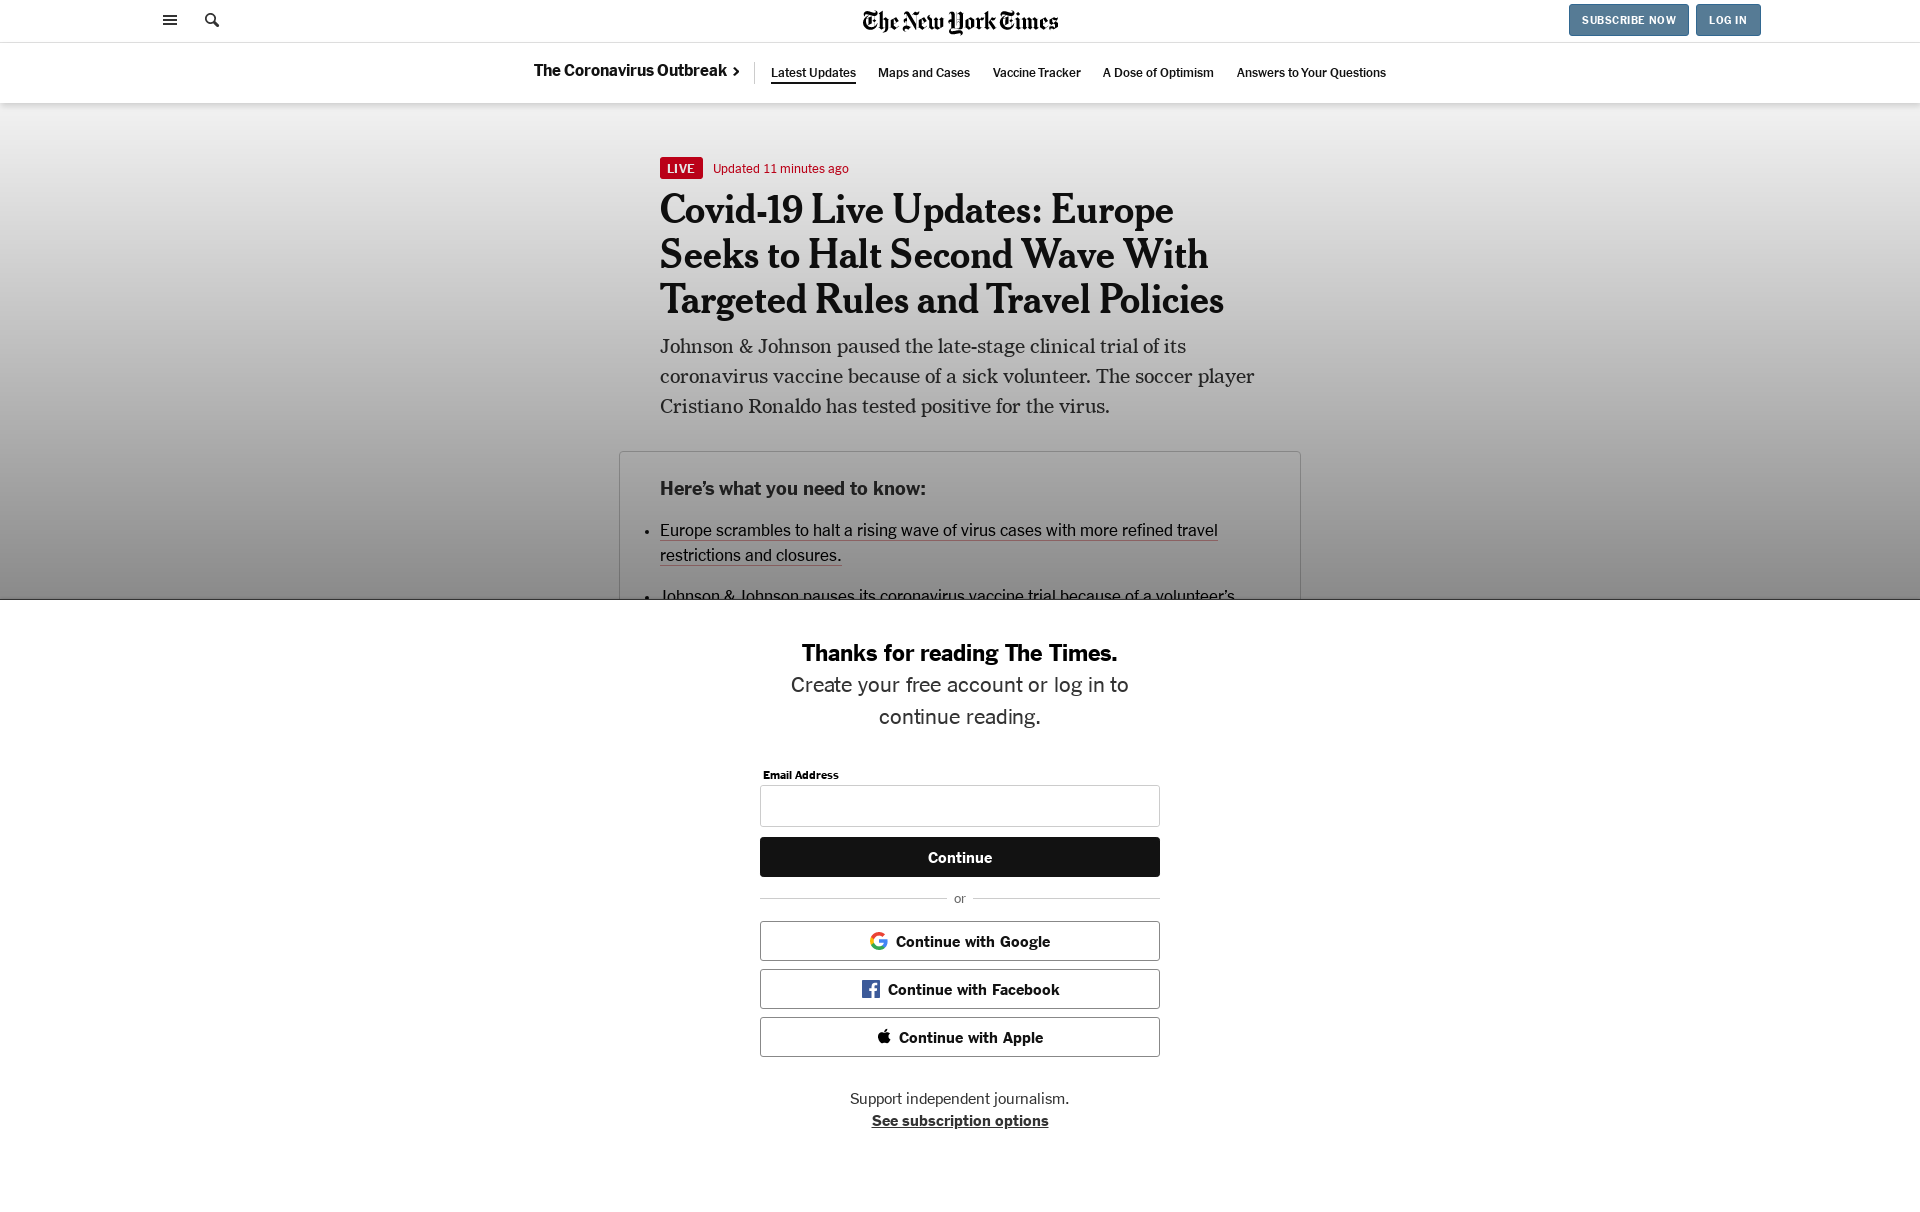 The New York Times
SUBSCRIBE NOW
LOG IN
The Coronavirus Outbreak
Latest Updates
Maps and Cases
Vaccine Tracker
A Dose of Optimism
Answers to Your Questions
LIVE Updated 11 minutes ago
Covid-19 Live Updates: Europe
Seeks to Halt Second Wave With
Targeted Rules and Travel Policies
Johnson & Johnson paused the late-stage clinical trial of its
coronavirus vaccine because of a sick volunteer. The soccer player
Cristiano Ronaldo has tested positive for the virus.
Here’s what you need to know:
• Europe scrambles to halt a rising wave of virus cases with more refined travel
restrictions and closures.
• Johnson & Johnson pauses its coronavirus vaccine trial because of a volunteer’s
Thanks for reading The Times.
Create your free account or log in to
continue reading.
Email Address
Continue
or
Continue with Google
Continue with Facebook
Continue with Apple
Support independent journalism.
See subscription options